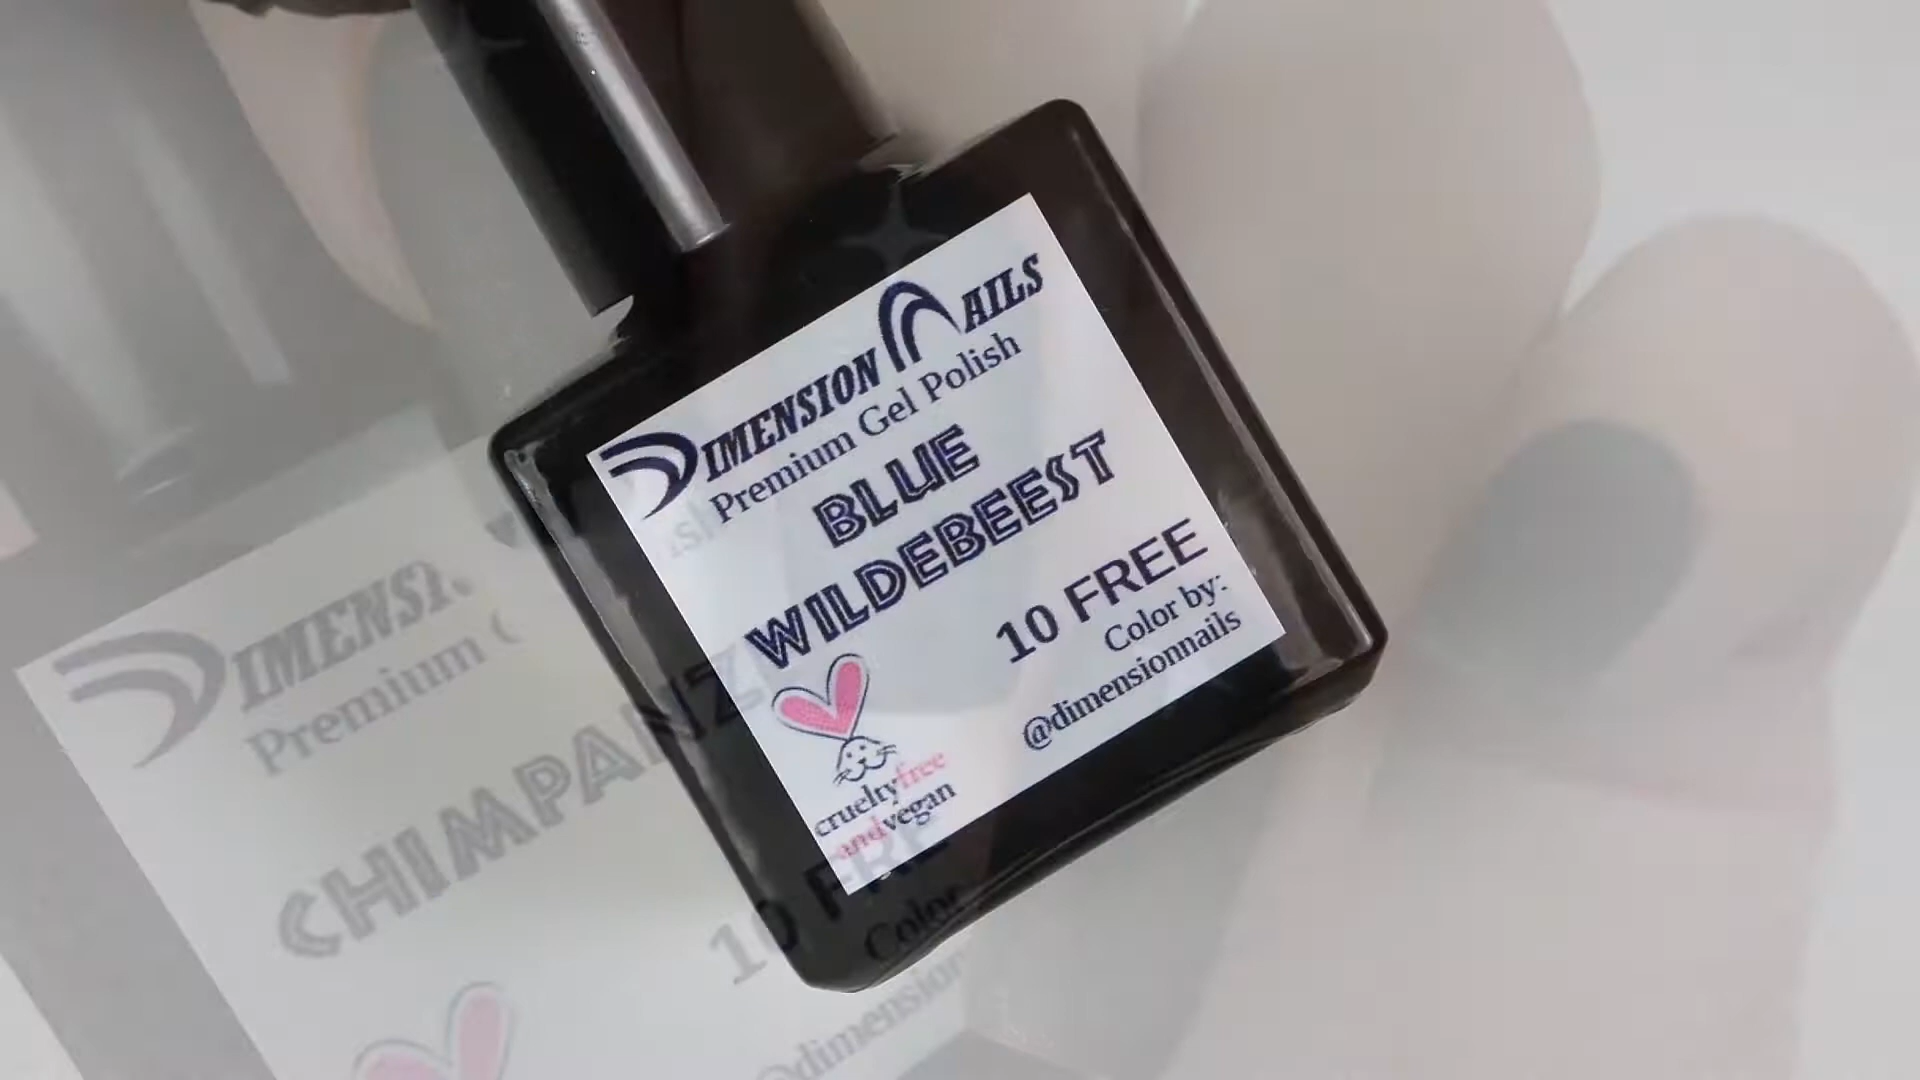 DIMENSION NAILS
Premium Gel Polish
BLUE
WILDEBEEST
10 FREE
Color by:
@dimensionnails
crueltyfree
andvegan
DIMENSI
Premium
CHIMPANZ
10 FRE
Color
@dimension